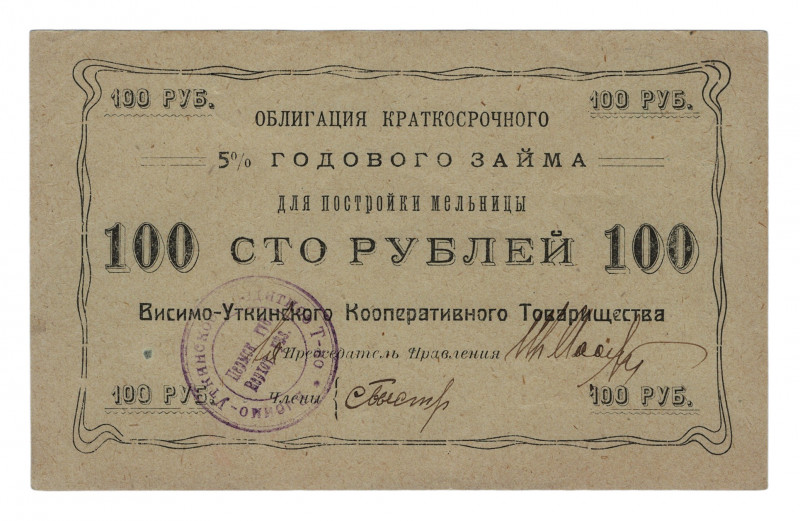 100 РУБ. 100 РУБ.
ОБЛИГАЦИЯ КРАТКОСРОЧНОГО
5% ГОДОВОГО ЗАЙМА
ДЛЯ ПОСТРОЙКИ МЕЛЬНИЦЫ
100 СТО РУБЛЕЙ 100
Висимо-Уткинского Кооперативного Товарищества
Председатель Правления
Члены
100 РУБ. 100 РУБ.